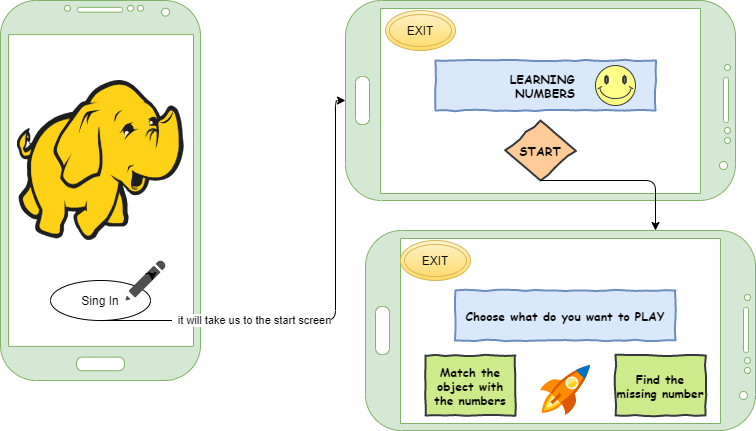 Sing In
it will take us to the start screen
EXIT
LEARNING
NUMBERS
START
EXIT
Choose what do you want to PLAY
Match the
object with
the numbers
Find the
missing number